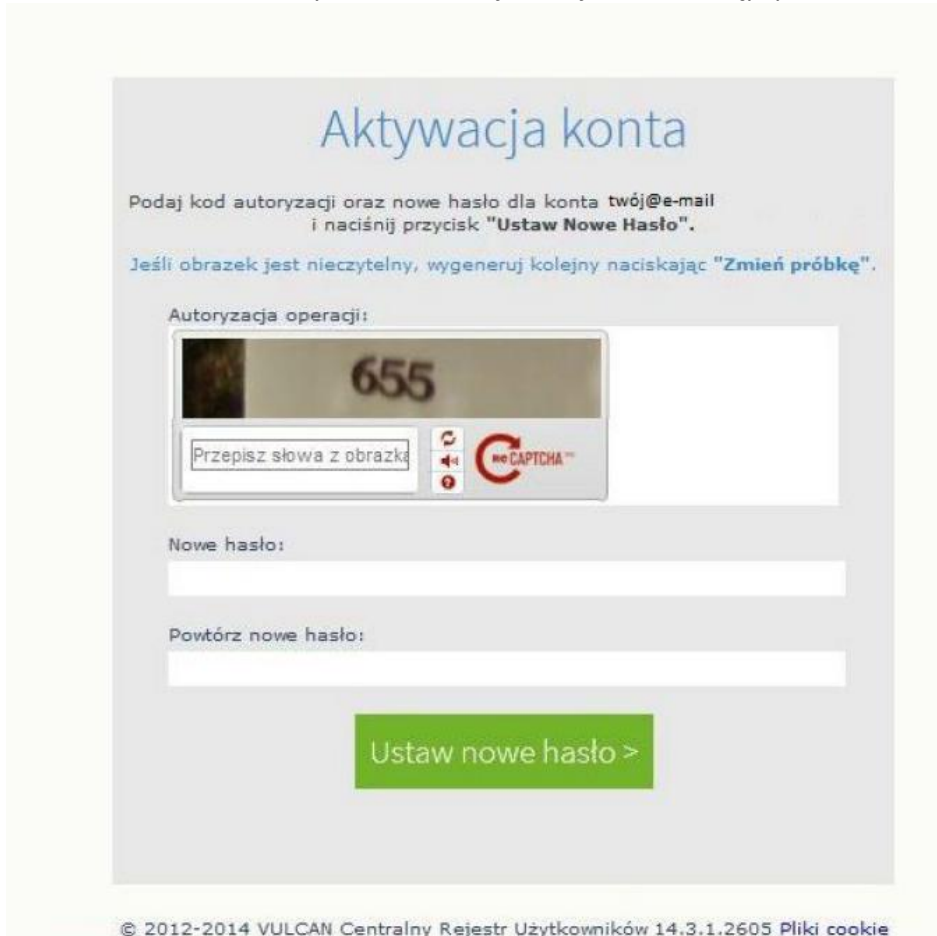 Aktywacja konta
Podaj kod autoryzacji oraz nowe hasło dla konta twój@e-mail
i naciśnij przycisk "Ustaw Nowe Hasło".
Jeśli obrazek jest nieczytelny, wygeneruj kolejny naciskając "Zmień próbkę".
Autoryzacja operacji:
655
Przepisz słowa z obrazka
reCAPTCHA™
Nowe hasło:
Powtórz nowe hasło:
Ustaw nowe hasło >
© 2012-2014 VULCAN Centralny Rejestr Użytkowników 14.3.1.2605 Pliki cookie